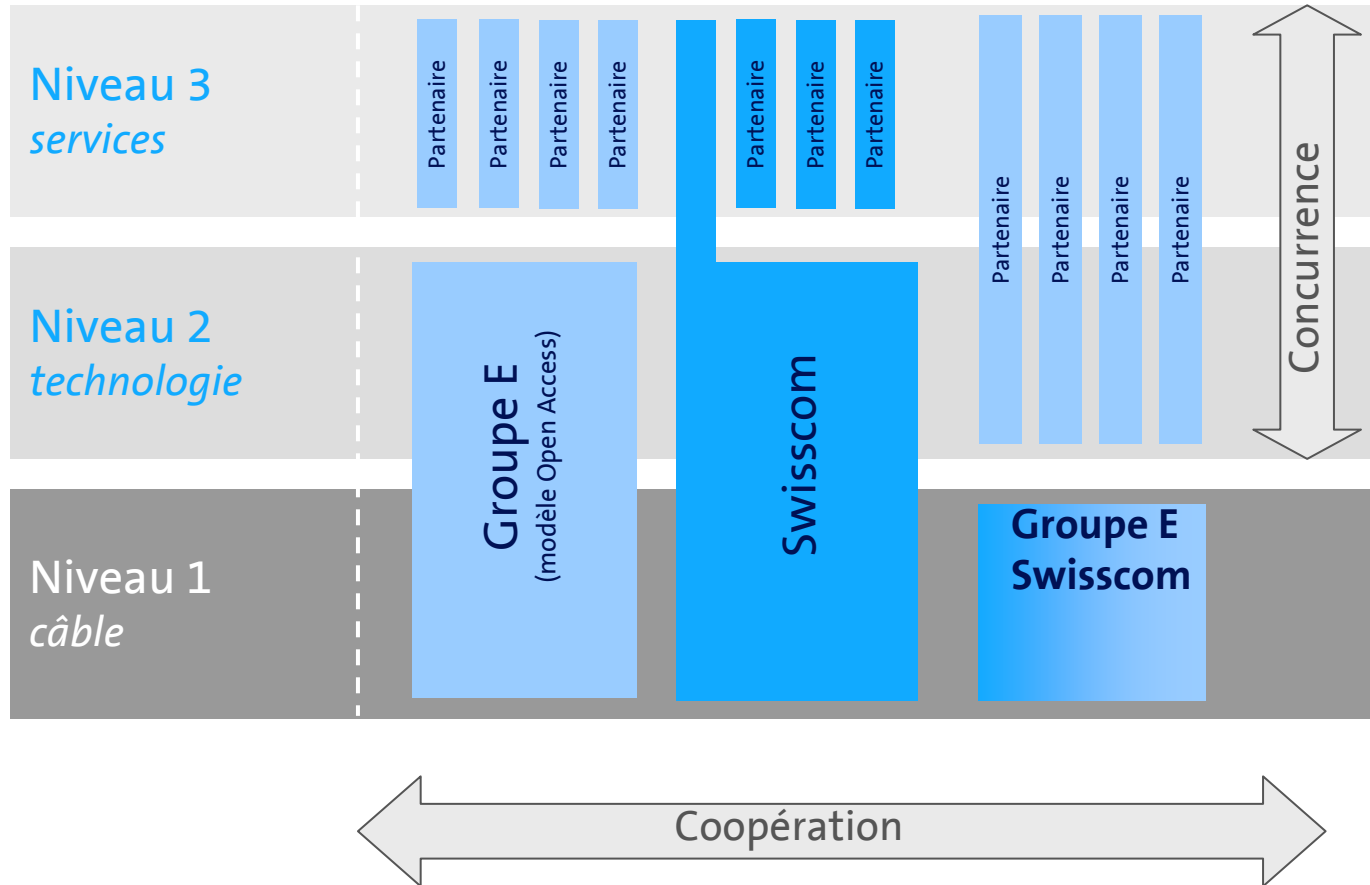 Niveau 3
services
Partenaire
Partenaire
Partenaire
Partenaire
Partenaire
Partenaire
Partenaire
Partenaire
Partenaire
Partenaire
Partenaire
Concurrence
Niveau 2
technologie
Groupe E
(modèle Open Access)
Swisscom
Niveau 1
câble
Groupe E
Swisscom
Coopération